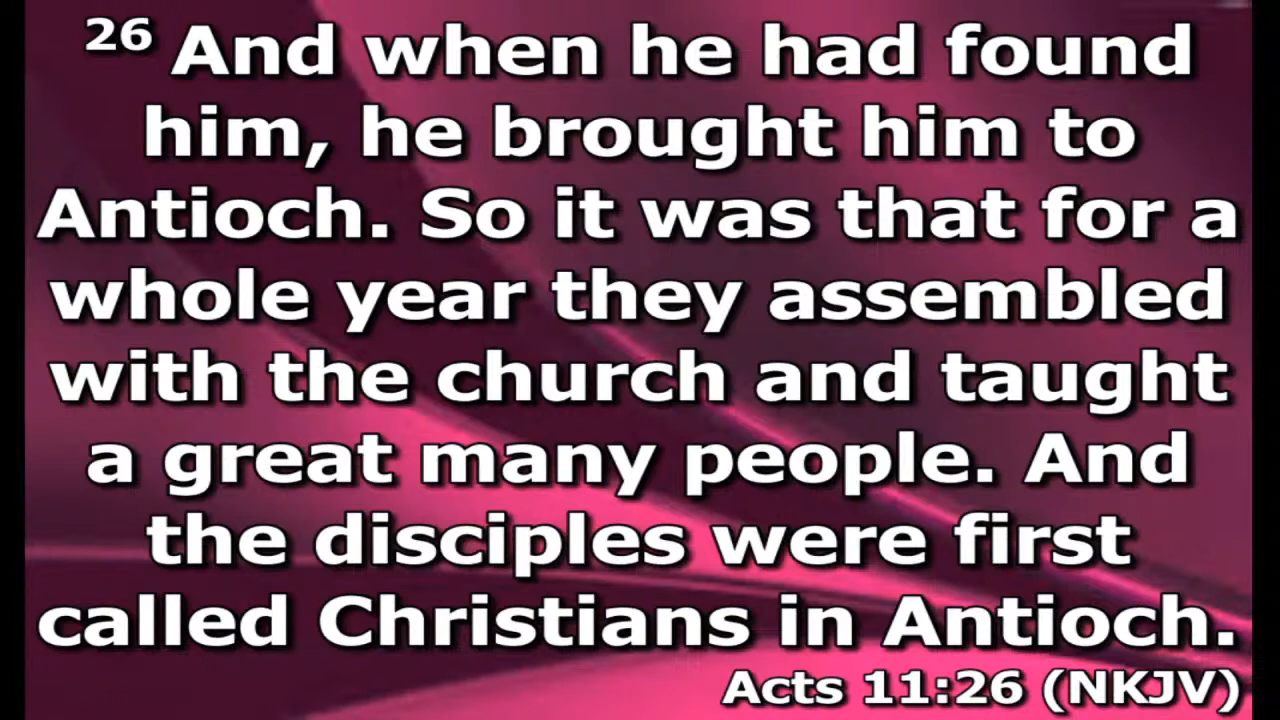 26 And when he had found
him, he brought him to
Antioch. So it was that for a
whole year they assembled
with the church and taught
a great many people. And
the disciples were first
called Christians in Antioch.
Acts 11:26 (NKJV)